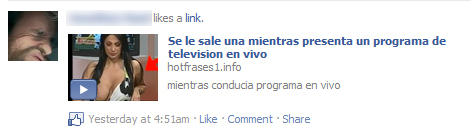 likes a link.
Se le sale una mientras presenta un programa de
television en vivo
hotfrases1.info
mientras conducia programa en vivo
Yesterday at 4:51am · Like · Comment · Share